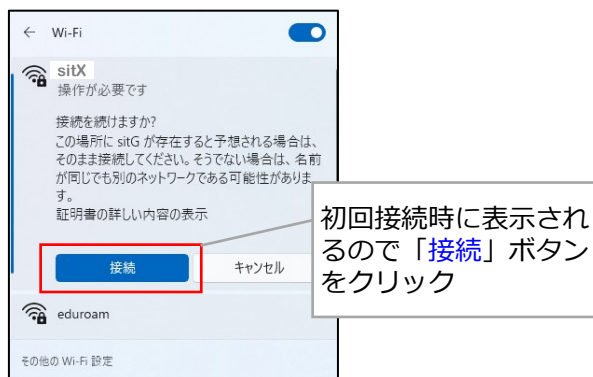 ← Wi-Fi
sitX
操作が必要です
接続を続けますか?
この場所に sitG が存在すると予想される場合は、
そのまま接続してください。そうでない場合は、名前
が同じでも別のネットワークである可能性がありま
す。
証明書の詳しい内容の表示
接続
キャンセル
eduroam
その他の Wi-Fi 設定
初回接続時に表示され
るので「接続」ボタン
をクリック